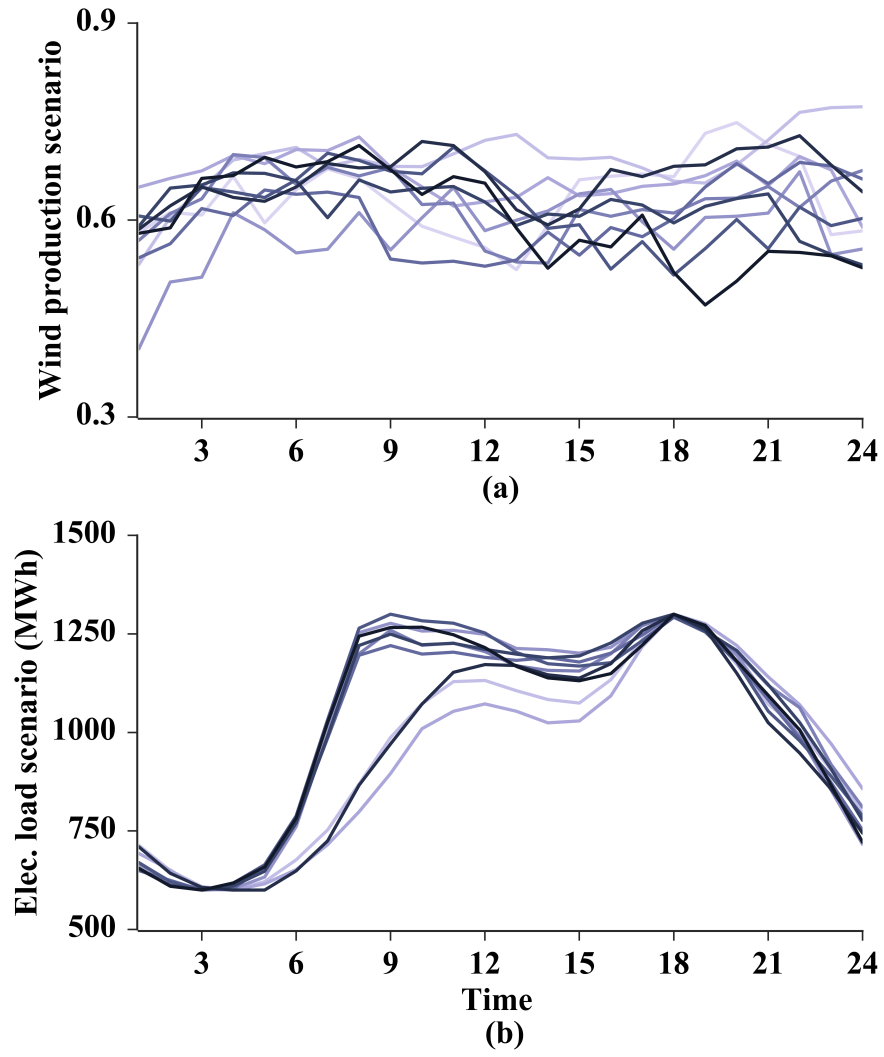 Wind production scenario
0.9
0.6
0.3
3 6 9 12 15 18 21 24
(a)
Elec. load scenario (MWh)
1500
1250
1000
750
500
3 6 9 12 15 18 21 24
Time
(b)